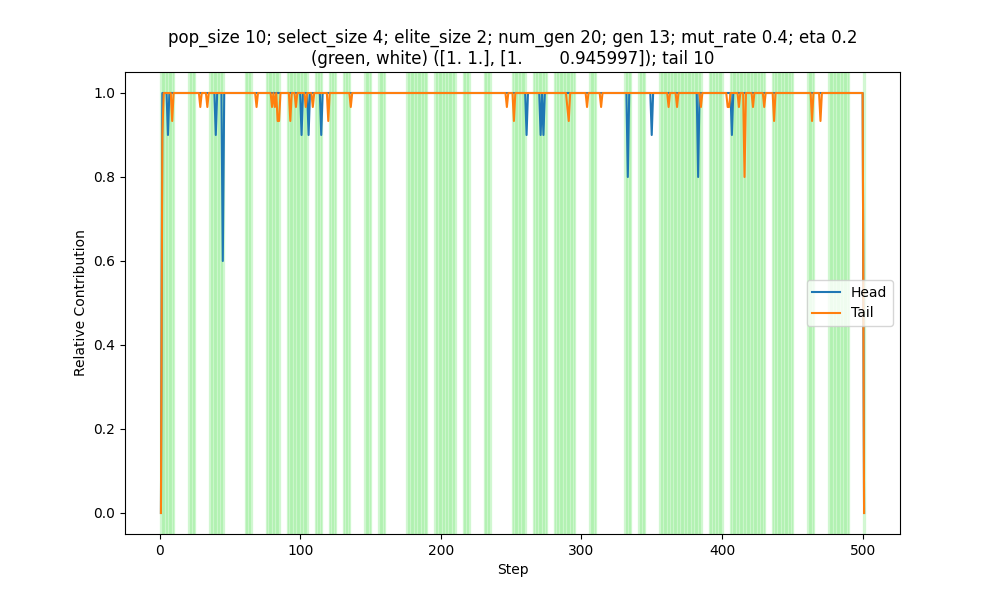 pop_size 10; select_size 4; elite_size 2; num_gen 20; gen 13; mut_rate 0.4; eta 0.2
(green, white) ([1. 1.], [1.       0.945997]); tail 10
1.0
0.8
0.6
0.4
0.2
0.0
Relative Contribution
Head
Tail
0
100
200
300
400
500
Step